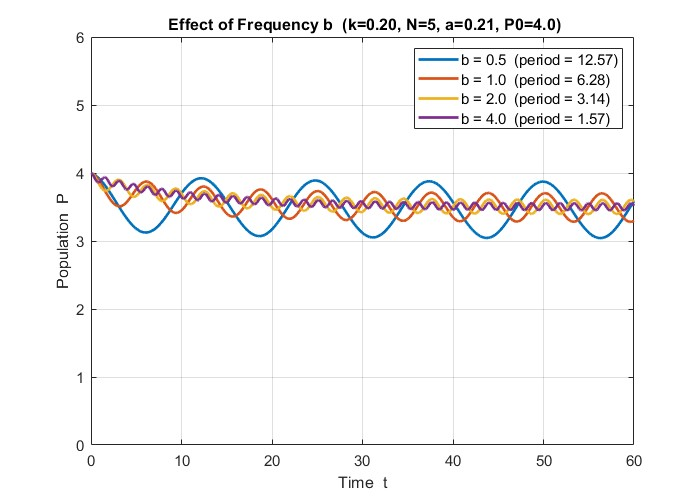 Effect of Frequency b (k=0.20, N=5, a=0.21, P0=4.0)
b = 0.5 (period = 12.57)
b = 1.0 (period = 6.28)
b = 2.0 (period = 3.14)
b = 4.0 (period = 1.57)
Population P
6
5
4
3
2
1
0
0 10 20 30 40 50 60
Time t